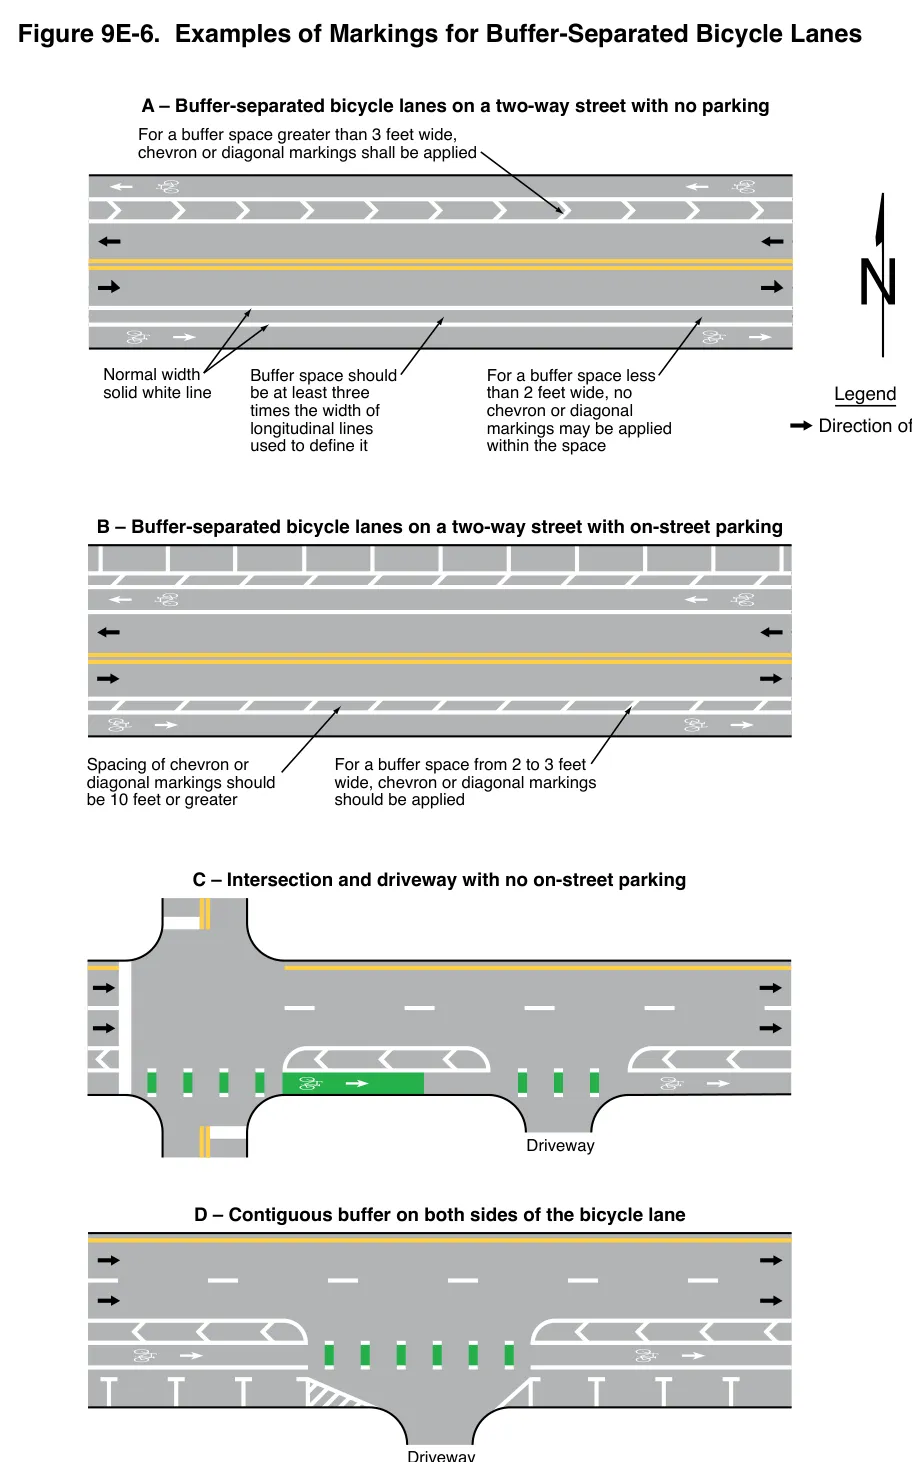 Figure 9E-6.  Examples of Markings for Buffer-Separated Bicycle Lanes
A – Buffer-separated bicycle lanes on a two-way street with no parking
For a buffer space greater than 3 feet wide,
chevron or diagonal markings shall be applied
N
Normal width
solid white line
Buffer space should
be at least three
times the width of
longitudinal lines
used to define it
For a buffer space less
than 2 feet wide, no
chevron or diagonal
markings may be applied
within the space
Legend
Direction of
B – Buffer-separated bicycle lanes on a two-way street with on-street parking
Spacing of chevron or
diagonal markings should
be 10 feet or greater
For a buffer space from 2 to 3 feet
wide, chevron or diagonal markings
should be applied
C – Intersection and driveway with no on-street parking
Driveway
D – Contiguous buffer on both sides of the bicycle lane
Driveway